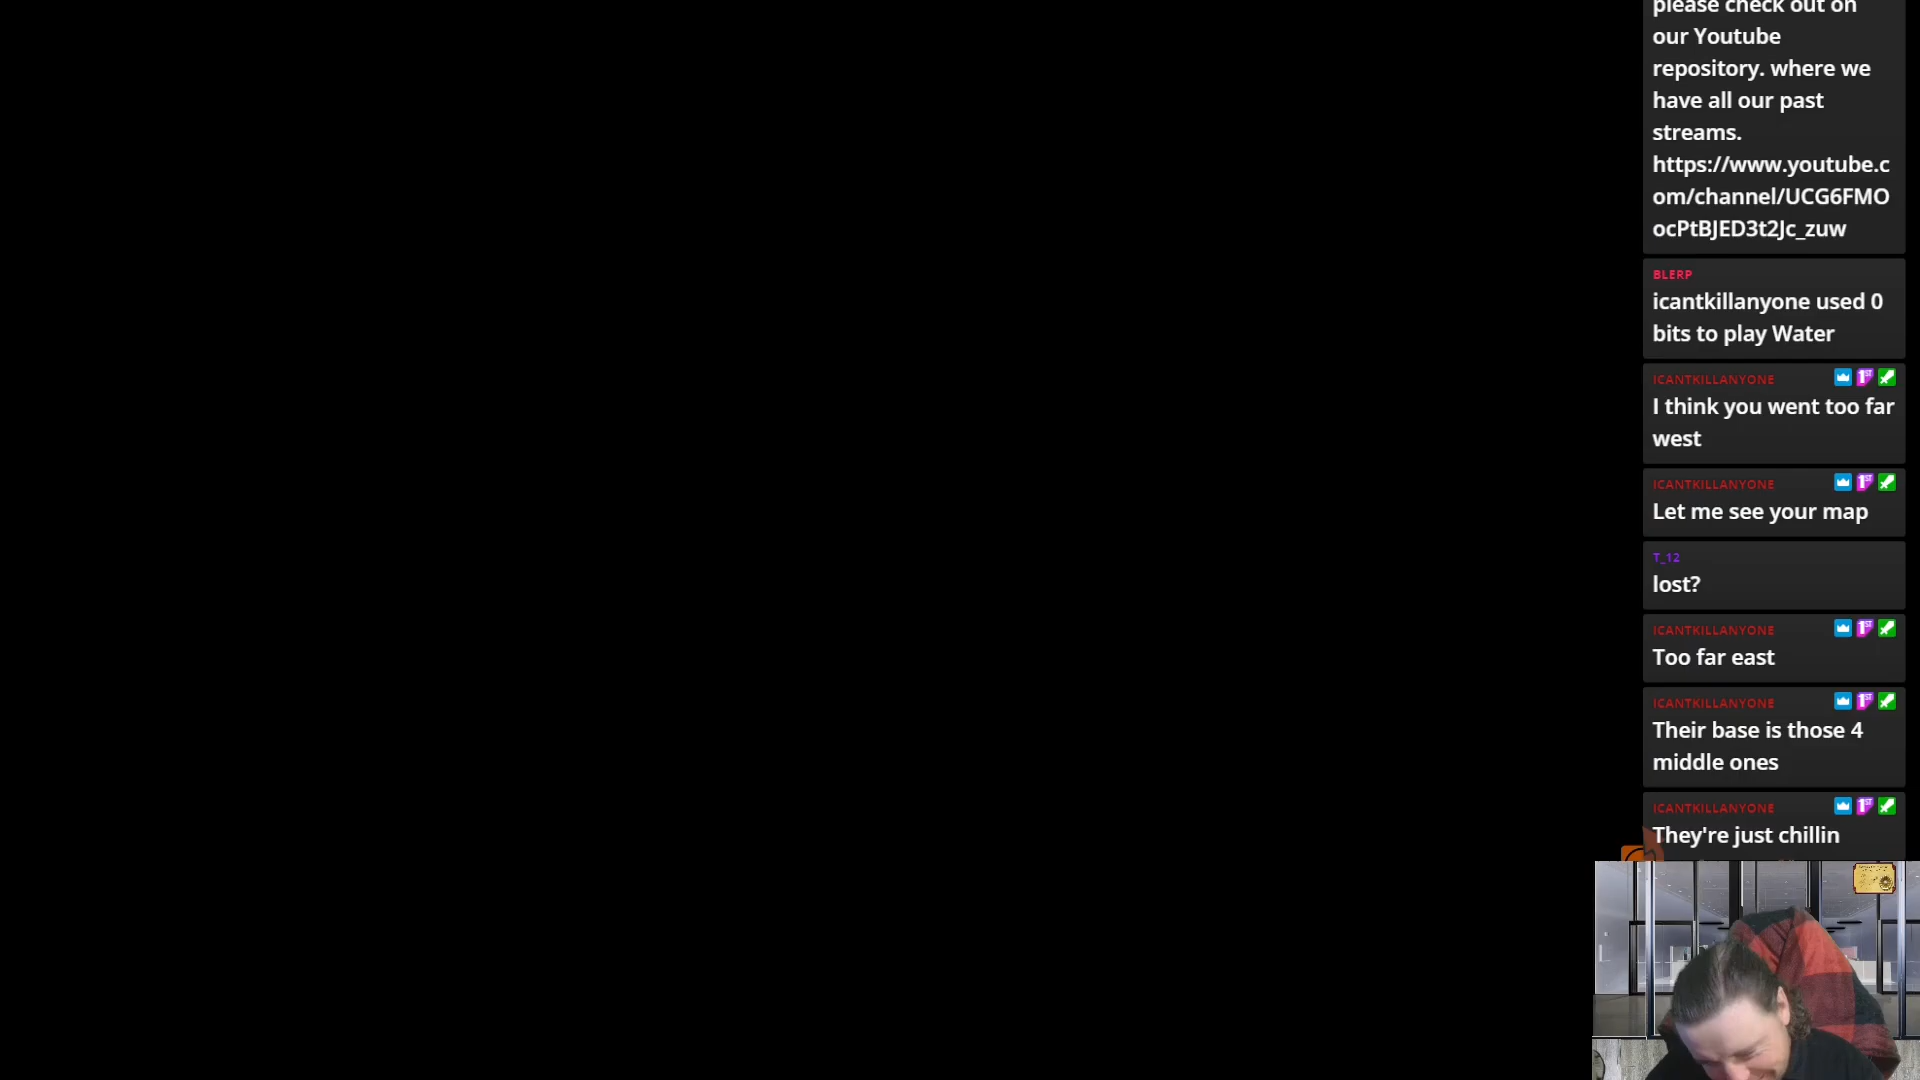 please check out on
our Youtube
repository. where we
have all our past
streams.
https://www.youtube.c
om/channel/UCG6FMO
ocPtBJED3t2Jc_zuw
BLERP
icantkillanyone used 0
bits to play Water
ICANTKILLANYONE
I think you went too far
west
ICANTKILLANYONE
Let me see your map
T_12
lost?
ICANTKILLANYONE
Too far east
ICANTKILLANYONE
Their base is those 4
middle ones
ICANTKILLANYONE
They're just chillin